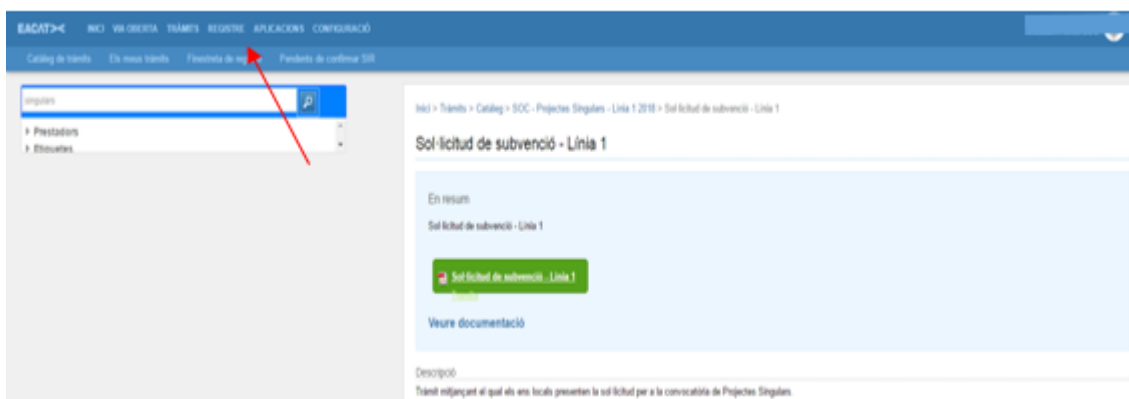 EACAT INICI VIA OBERTA TRÀMITS REGISTRE APLICACIONS CONFIGURACIÓ
Catàleg de tràmits Els meus tràmits Finestreta de Pendents de confirmar SIR
singulars
Prestadors
Etiquetes
Inici > Tràmits > Catàleg > SOC - Projectes Singulars - Línia 1 2018 > Sol·licitud de subvenció - Línia 1
Sol·licitud de subvenció - Línia 1
En resum
Sol·licitud de subvenció - Línia 1
Sol·licitud de subvenció - Línia 1
Tramita
Veure documentació
Descripció
Tràmit mitjançant el qual els ens locals presenten la sol·licitud per a la convocatòria de Projectes Singulars.